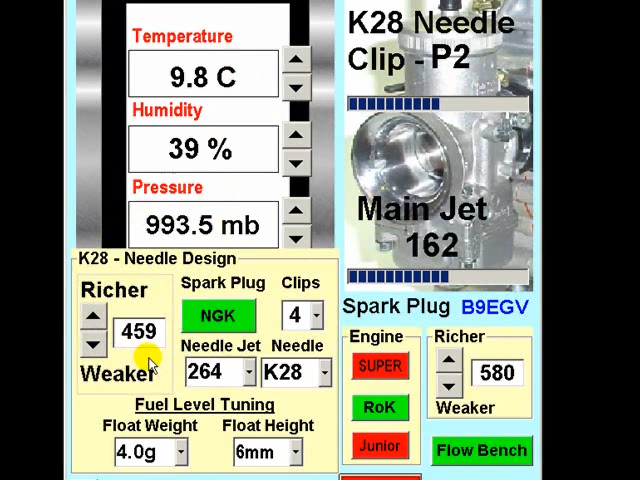 Temperature
9.8 C
Humidity
39 %
Pressure
993.5 mb
K28 Needle
Clip - P2
Main Jet
162
Spark Plug B9EGV
K28 - Needle Design
Richer
459
Weaker
Spark Plug
NGK
Clips
4
Needle Jet
264
Needle
K28
Fuel Level Tuning
Float Weight
4.0g
Float Height
6mm
Engine
SUPER
RoK
Junior
Richer
580
Weaker
Flow Bench